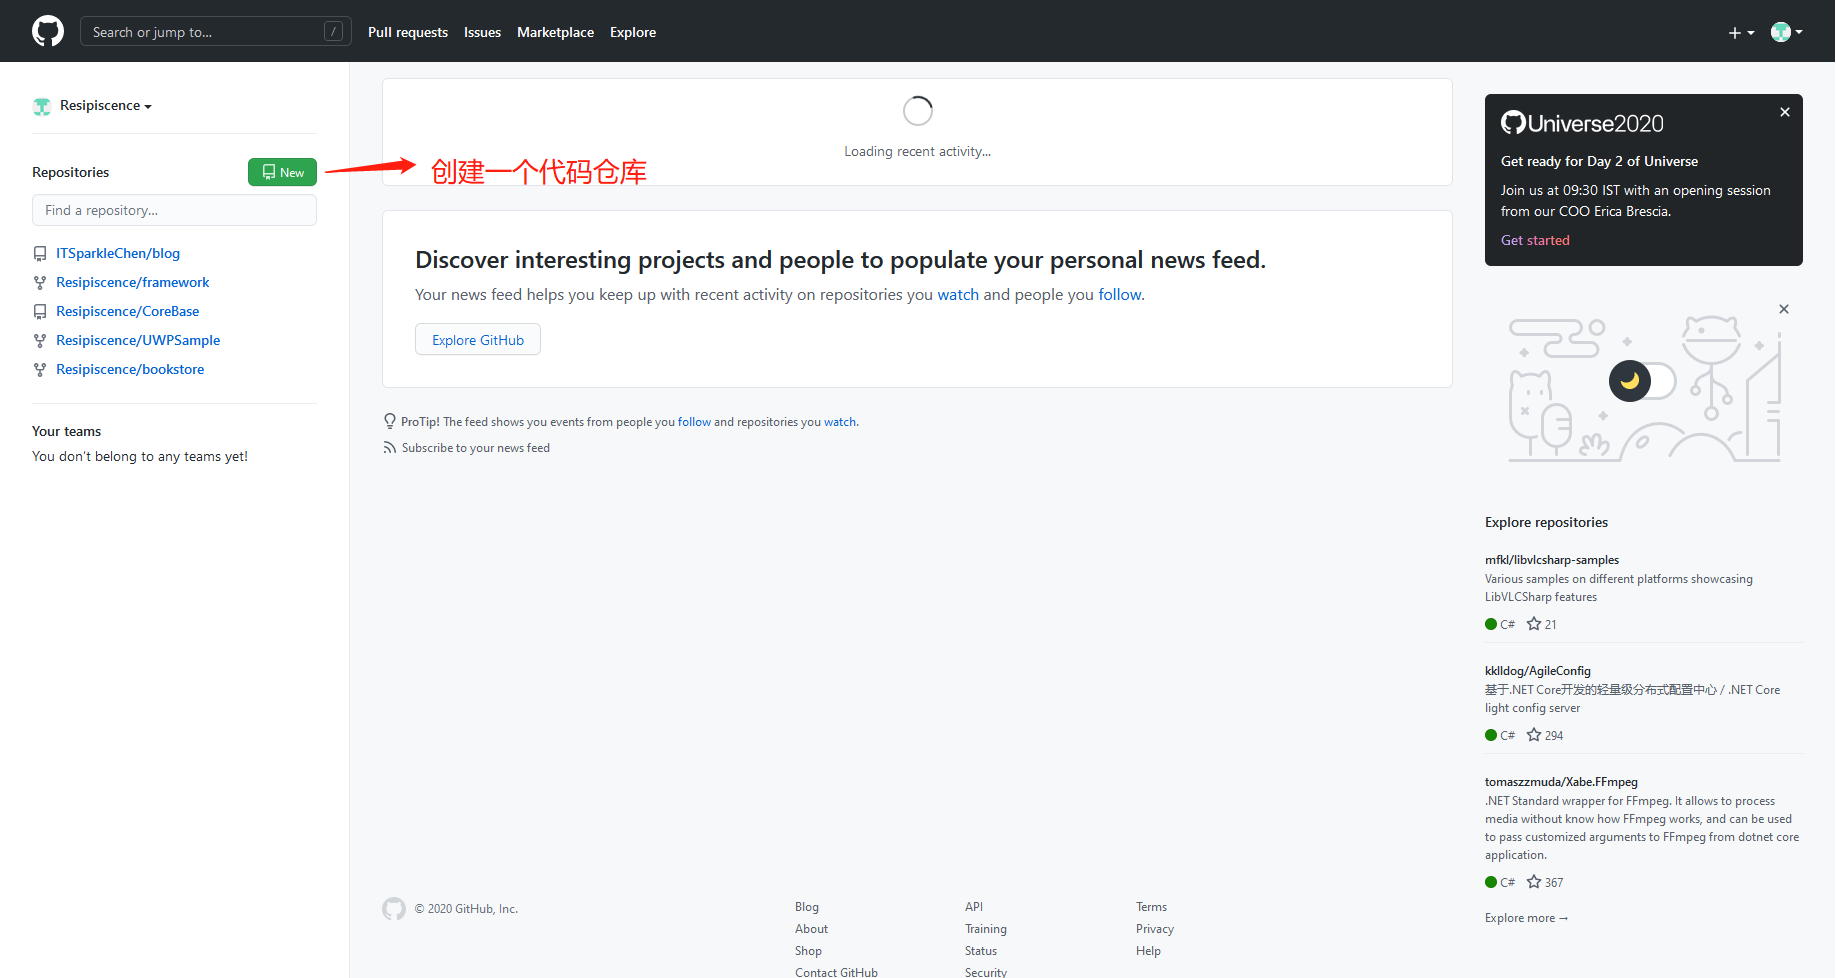 Search or jump to...
/
Pull requests
Issues
Marketplace
Explore
Resipiscence
Repositories
New
创建一个代码仓库
Find a repository...
ITSparkleChen/blog
Resipiscence/framework
Resipiscence/CoreBase
Resipiscence/UWPSample
Resipiscence/bookstore
Your teams
You don't belong to any teams yet!
Loading recent activity...
Discover interesting projects and people to populate your personal news feed.
Your news feed helps you keep up with recent activity on repositories you watch and people you follow.
Explore GitHub
ProTip! The feed shows you events from people you follow and repositories you watch.
Subscribe to your news feed
Universe2020
Get ready for Day 2 of Universe
Join us at 09:30 IST with an opening session
from our COO Erica Brescia.
Get started
Explore repositories
mfkl/libvlcsharp-samples
Various samples on different platforms showcasing
LibVLCSharp features
C# 21
kklldog/AgileConfig
基于.NET Core开发的轻量级分布式配置中心 / .NET Core
light config server
C# 294
tomaszzmuda/Xabe.FFmpeg
.NET Standard wrapper for FFmpeg. It allows to process
media without know how FFmpeg works, and can be used
to pass customized arguments to FFmpeg from dotnet core
application.
C# 367
Explore more →
© 2020 GitHub, Inc.
Blog
About
Shop
Contact GitHub
API
Training
Status
Security
Terms
Privacy
Help